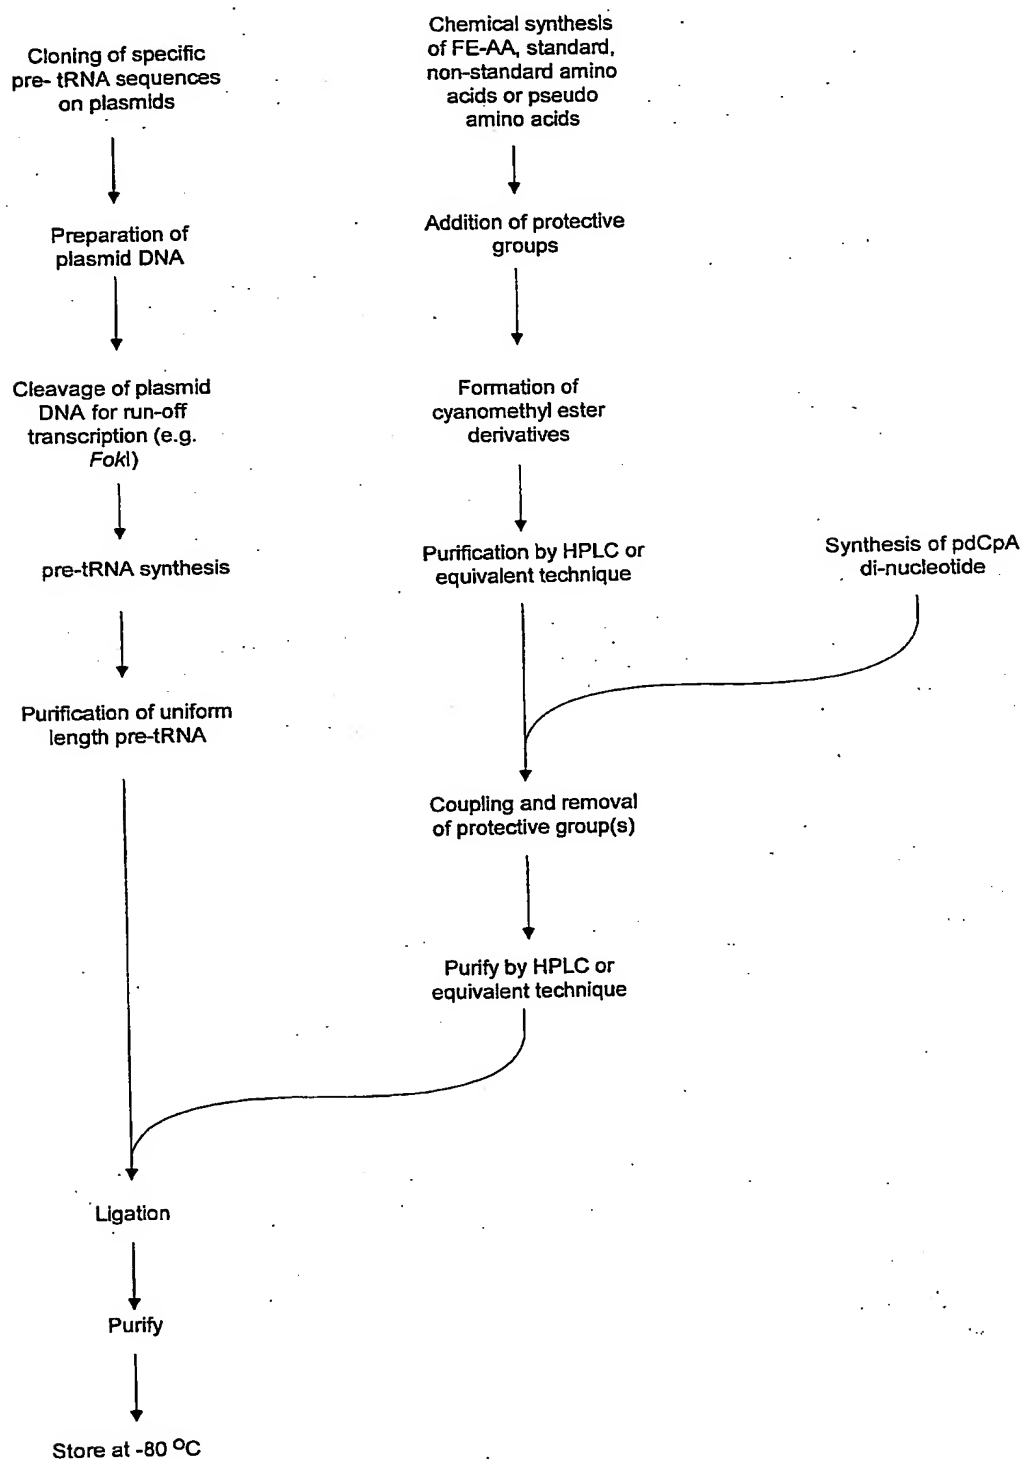 Cloning of specific
pre- tRNA sequences
on plasmids
Preparation of
plasmid DNA
Cleavage of plasmid
DNA for run-off
transcription (e.g.
FokI)
pre-tRNA synthesis
Purification of uniform
length pre-tRNA
Chemical synthesis
of FE-AA, standard,
non-standard amino
acids or pseudo
amino acids
Addition of protective
groups
Formation of
cyanomethyl ester
derivatives
Purification by HPLC or
equivalent technique
Synthesis of pdCpA
di-nucleotide
Coupling and removal
of protective group(s)
Purify by HPLC or
equivalent technique
Ligation
Purify
Store at -80 °C